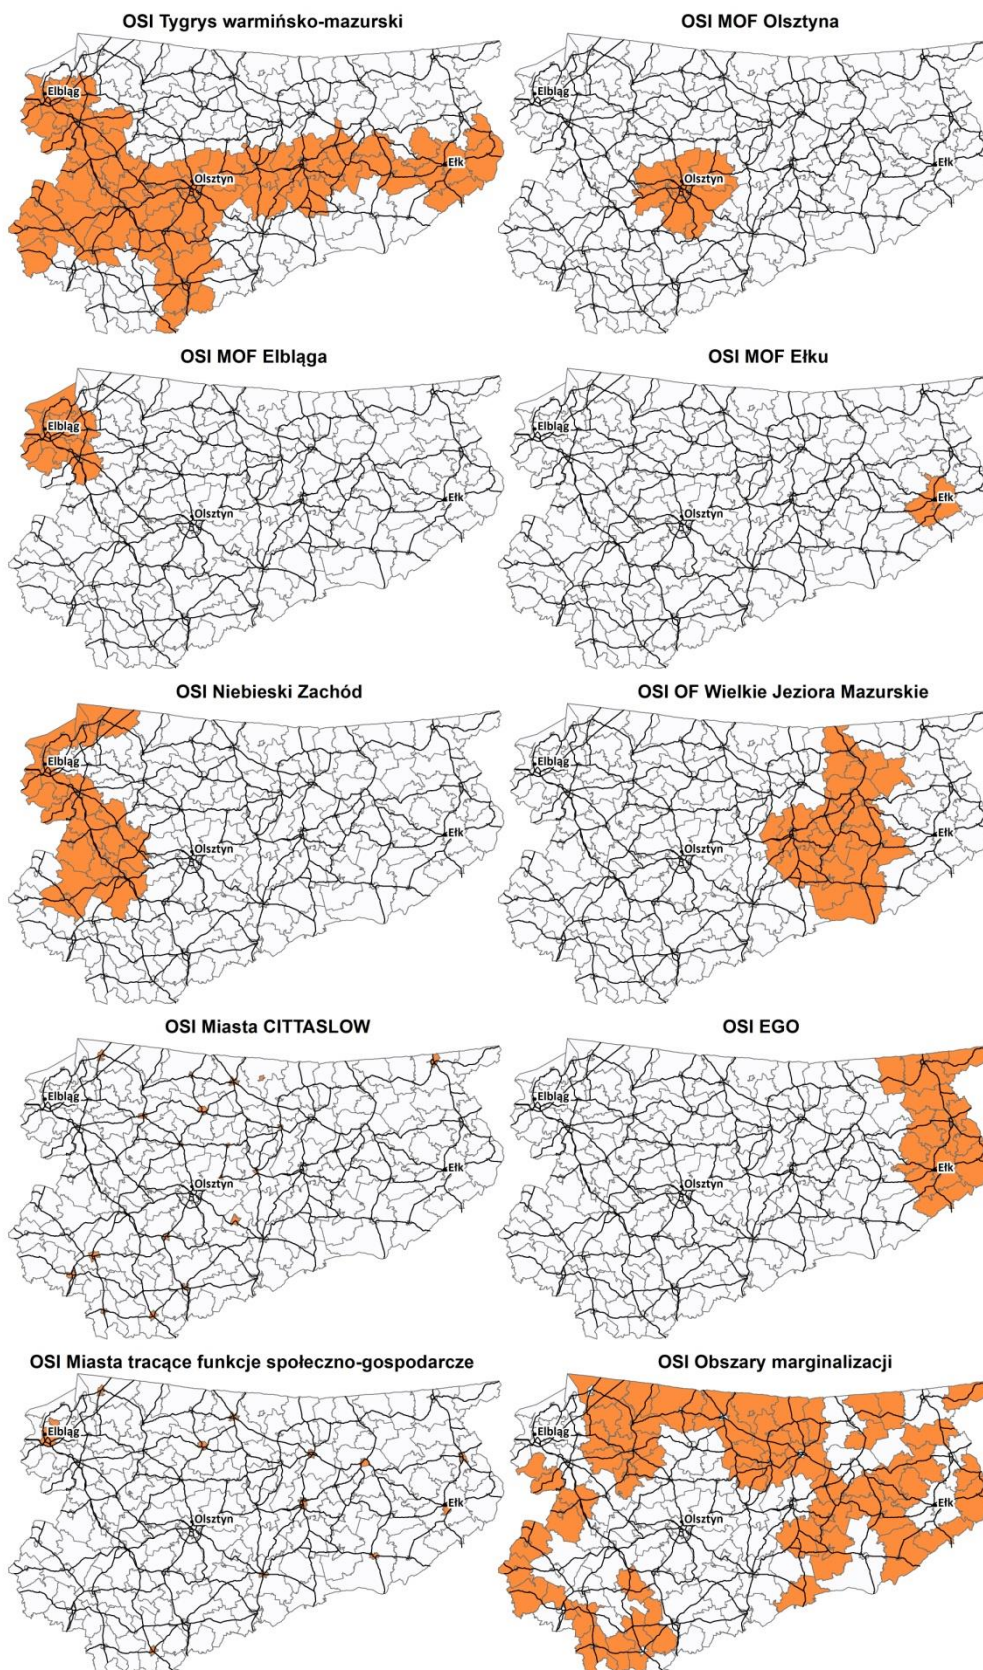 OSI Tygrys warmińsko-mazurski
Elbląg
Olsztyn
Ełk
OSI MOF Olsztyna
Elbląg
Olsztyn
Ełk
OSI MOF Elbląga
Elbląg
Olsztyn
Ełk
OSI MOF Ełku
Elbląg
Olsztyn
Ełk
OSI Niebieski Zachód
Elbląg
Olsztyn
Ełk
OSI OF Wielkie Jeziora Mazurskie
Elbląg
Olsztyn
Ełk
OSI Miasta CITTASLOW
Elbląg
Olsztyn
Ełk
OSI EGO
Elbląg
Olsztyn
Ełk
OSI Miasta tracące funkcje społeczno-gospodarcze
Elbląg
Olsztyn
Ełk
OSI Obszary marginalizacji
Elbląg
Olsztyn
Ełk